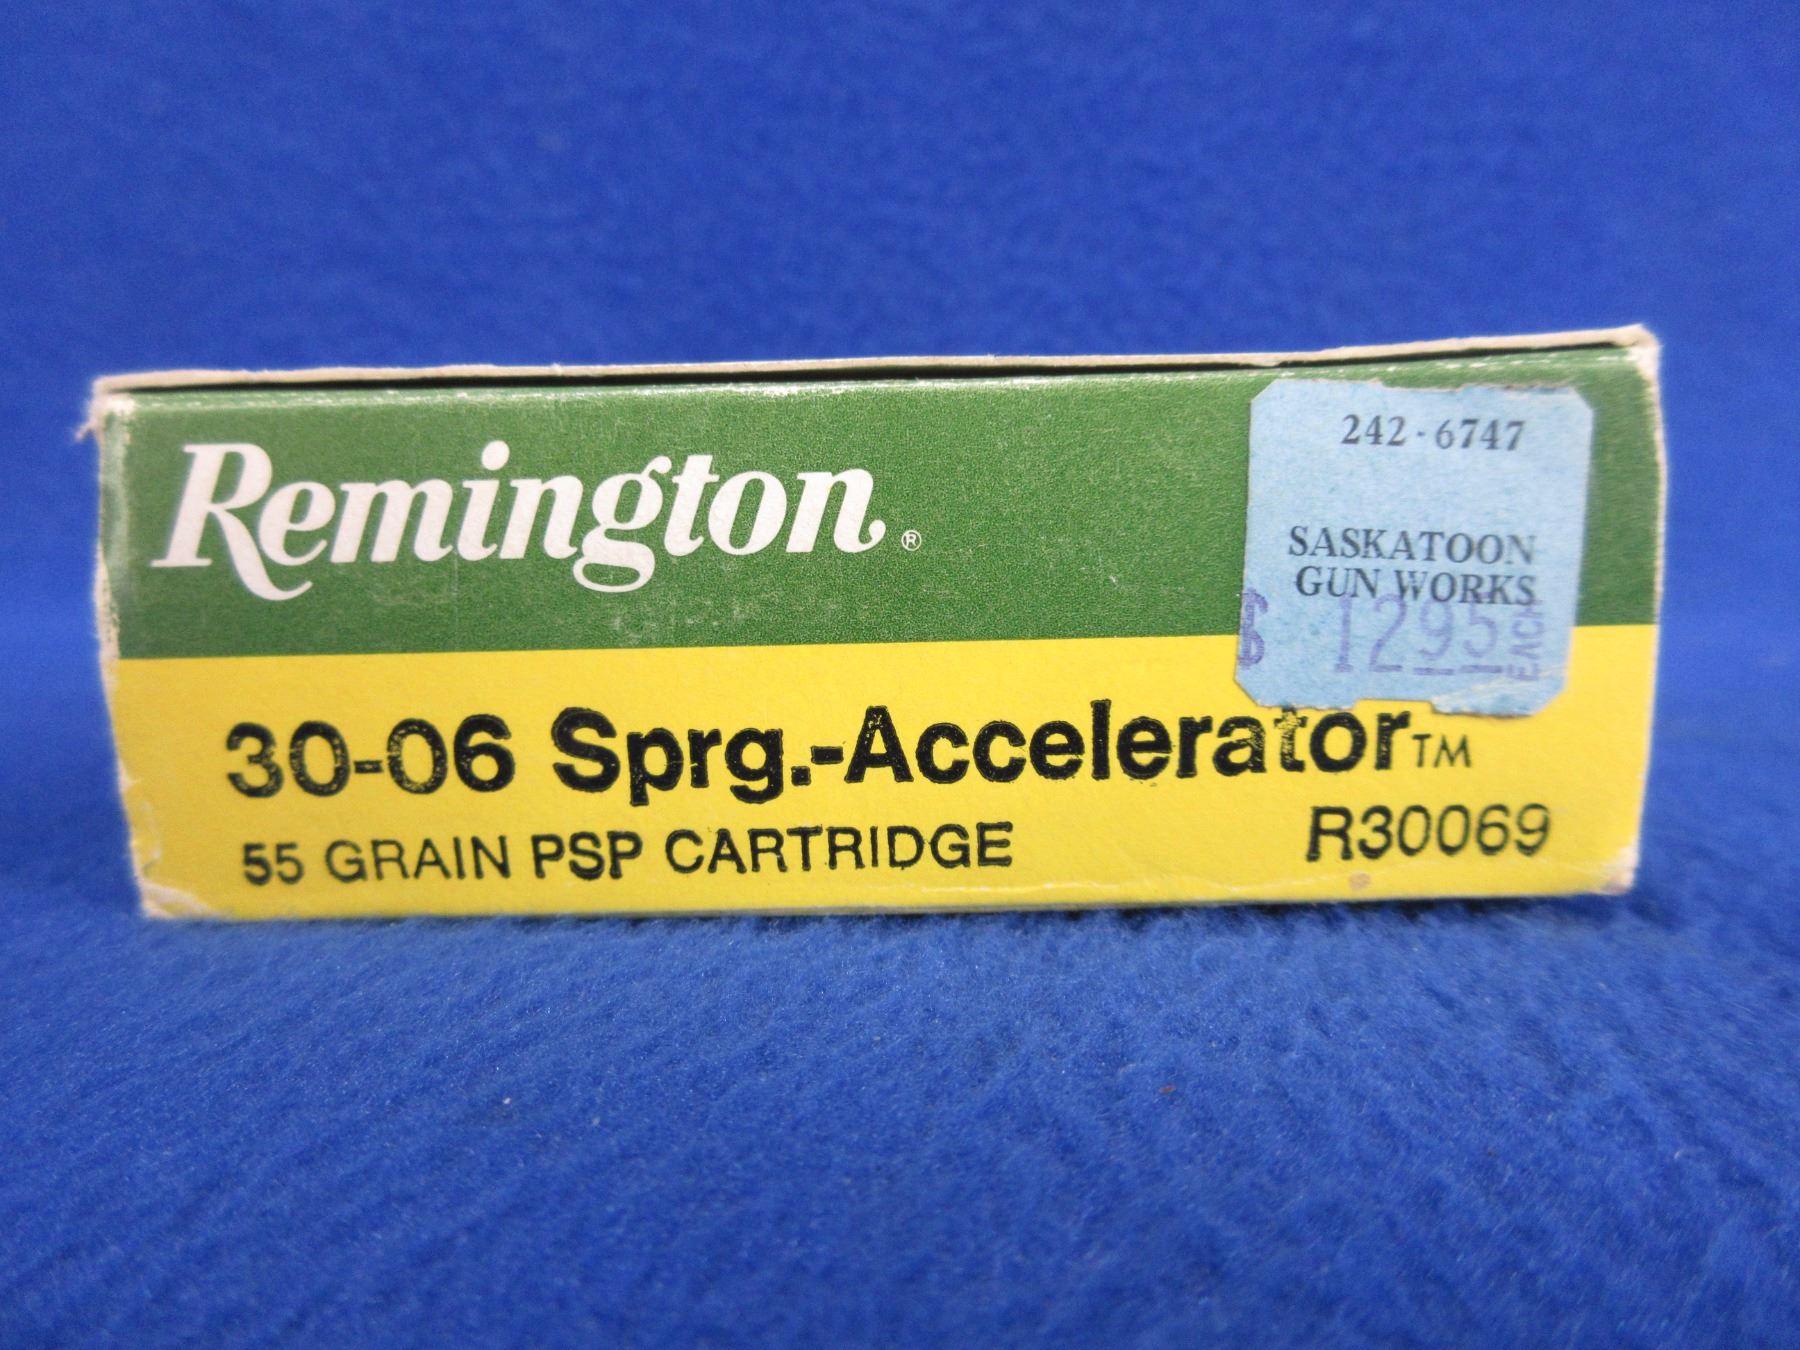 Remington®
242-6747
SASKATOON
GUN WORKS
$ 12.95 EACH
30-06 Sprg.-Accelerator™
55 GRAIN PSP CARTRIDGE
R30069